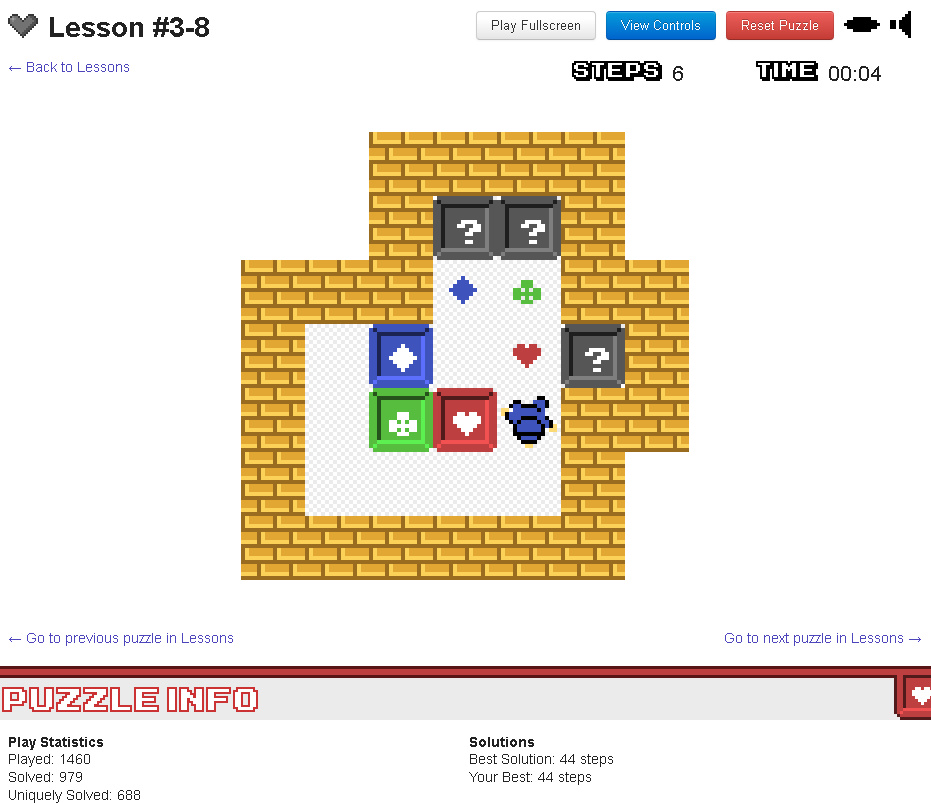 Lesson #3-8
Play Fullscreen
View Controls
Reset Puzzle
← Back to Lessons
STEPS 6
TIME 00:04
? ?
?
← Go to previous puzzle in Lessons
Go to next puzzle in Lessons →
PUZZLE INFO
Play Statistics
Played: 1460
Solved: 979
Uniquely Solved: 688
Solutions
Best Solution: 44 steps
Your Best: 44 steps